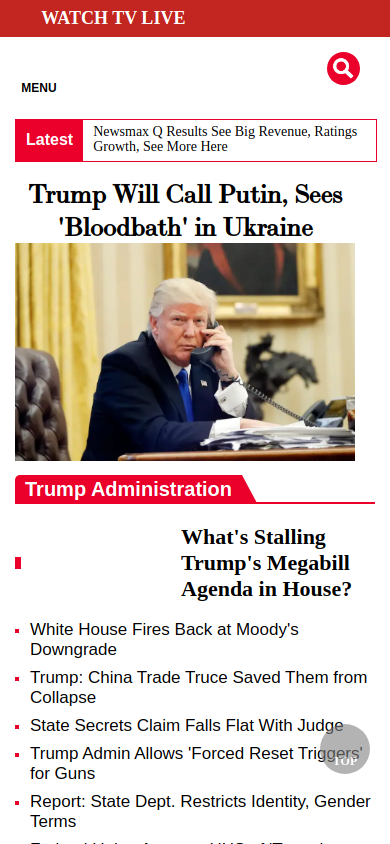 WATCH TV LIVE
MENU
Latest
Newsmax Q Results See Big Revenue, Ratings
Growth, See More Here
Trump Will Call Putin, Sees
'Bloodbath' in Ukraine
Trump Administration
What's Stalling
Trump's Megabill
Agenda in House?
White House Fires Back at Moody's
Downgrade
Trump: China Trade Truce Saved Them from
Collapse
State Secrets Claim Falls Flat With Judge
Trump Admin Allows 'Forced Reset Triggers'
for Guns
TOP
Report: State Dept. Restricts Identity, Gender
Terms